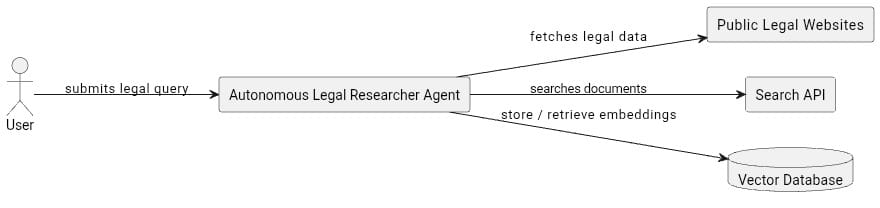 fetches legal data
Public Legal Websites
submits legal query
Autonomous Legal Researcher Agent
searches documents
Search API
User
store / retrieve embeddings
Vector Database